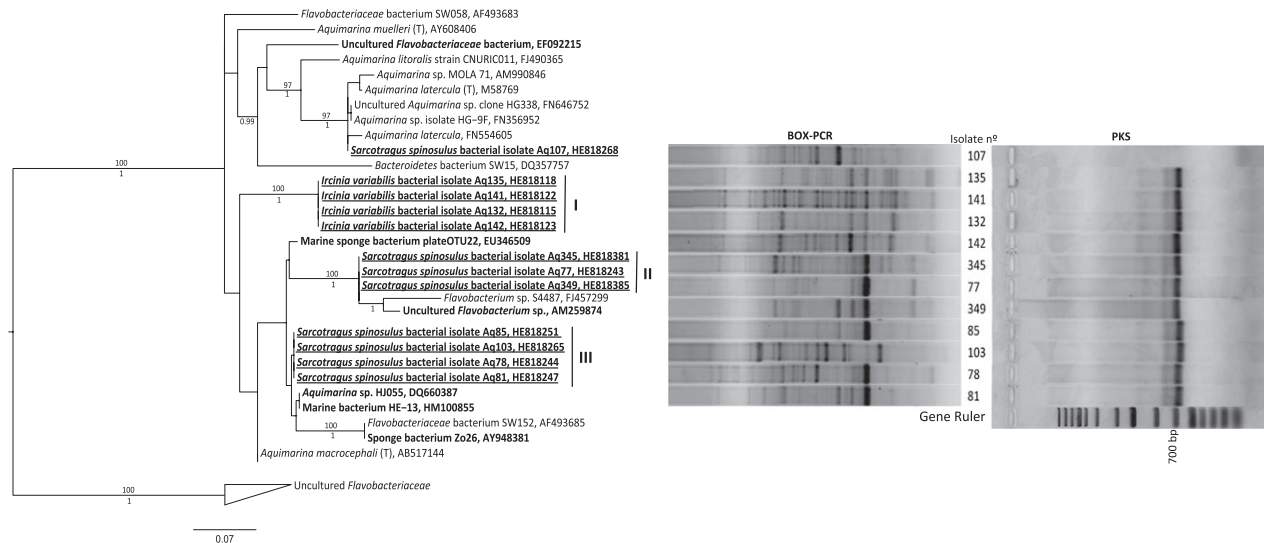 Flavobacteriaceae bacterium SW058, AF493683
Aquimarina muelleri (T), AY608406
Uncultured Flavobacteriaceae bacterium, EF092215
Aquimarina litoralis strain CNURIC011, FJ490365
97
1
Aquimarina sp. MOLA 71, AM990846
Aquimarina latercula (T), M58769
Uncultured Aquimarina sp. clone HG338, FN646752
97
1
Aquimarina sp. isolate HG−9F, FN356952
0.99
Aquimarina latercula, FN554605
Sarcotragus spinosulus bacterial isolate Aq107, HE818268
Bacteroidetes bacterium SW15, DQ357757
100
1
Ircinia variabilis bacterial isolate Aq135, HE818118
100
1
Ircinia variabilis bacterial isolate Aq141, HE818122
Ircinia variabilis bacterial isolate Aq132, HE818115
Ircinia variabilis bacterial isolate Aq142, HE818123
I
Marine sponge bacterium plateOTU22, EU346509
Sarcotragus spinosulus bacterial isolate Aq345, HE818381
100
1
Sarcotragus spinosulus bacterial isolate Aq77, HE818243
Sarcotragus spinosulus bacterial isolate Aq349, HE818385
II
Flavobacterium sp. S4487, FJ457299
1
Uncultured Flavobacterium sp., AM259874
Sarcotragus spinosulus bacterial isolate Aq85, HE818251
Sarcotragus spinosulus bacterial isolate Aq103, HE818265
Sarcotragus spinosulus bacterial isolate Aq78, HE818244
Sarcotragus spinosulus bacterial isolate Aq81, HE818247
III
Aquimarina sp. HJ055, DQ660387
Marine bacterium HE−13, HM100855
Flavobacteriaceae bacterium SW152, AF493685
100
1
Sponge bacterium Zo26, AY948381
Aquimarina macrocephali (T), AB517144
100
1
Uncultured Flavobacteriaceae
0.07
BOX-PCR
Isolate nº
PKS
107
135
141
132
142
345
77
349
85
103
78
81
Gene Ruler
700 bp